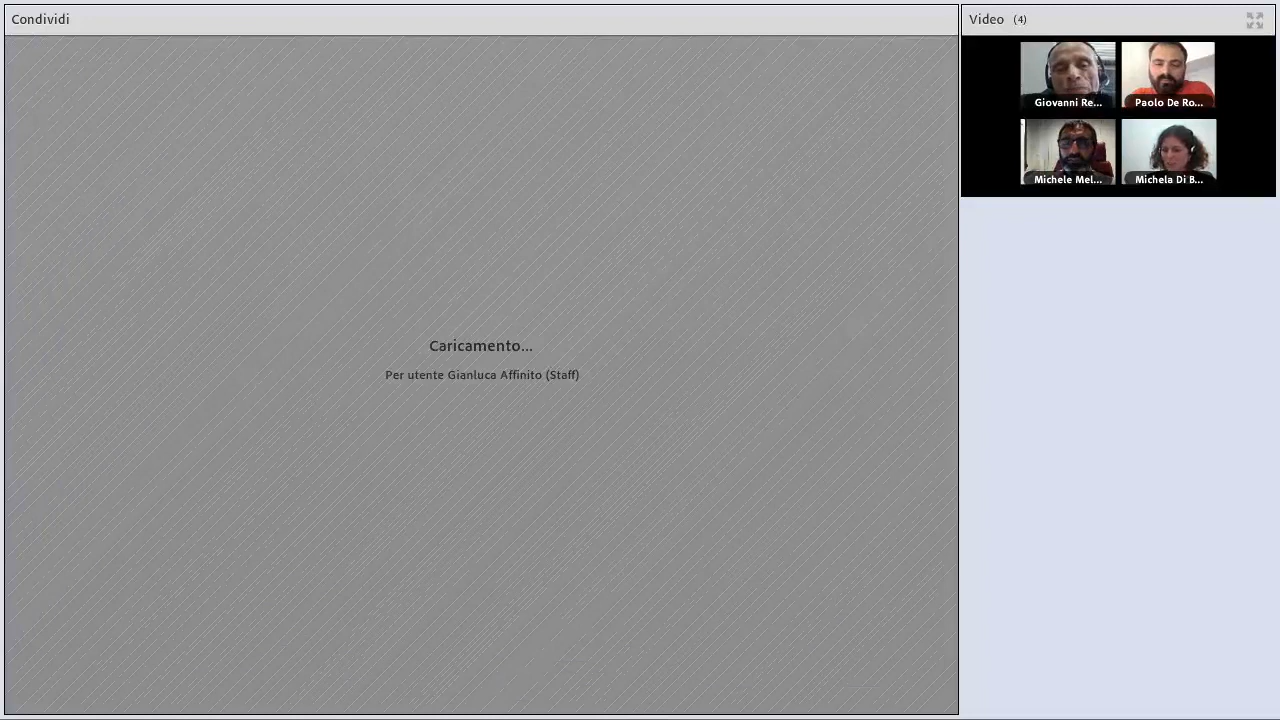 Condividi
Video (4)
Giovanni Re...
Paolo De Ro...
Michele Mel...
Michela Di B...
Caricamento...
Per utente Gianluca Affinito (Staff)